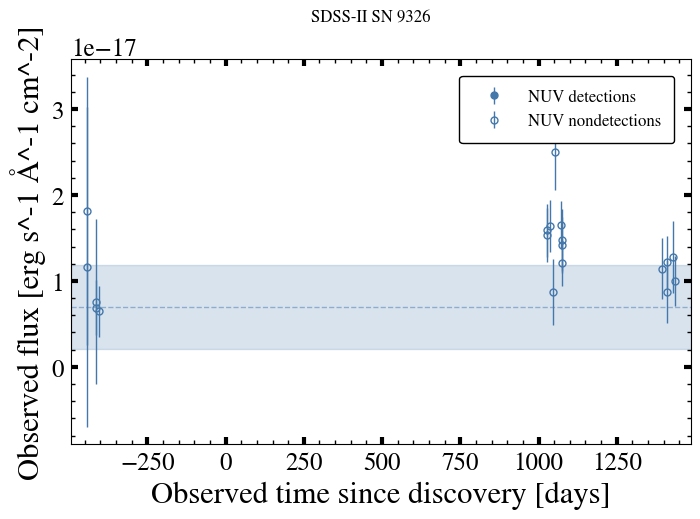 SDSS-II SN 9326
1e−17
Observed flux [erg s^-1 Å^-1 cm^-2]
3
2
1
0
NUV detections
NUV nondetections
−250 0 250 500 750 1000 1250
Observed time since discovery [days]